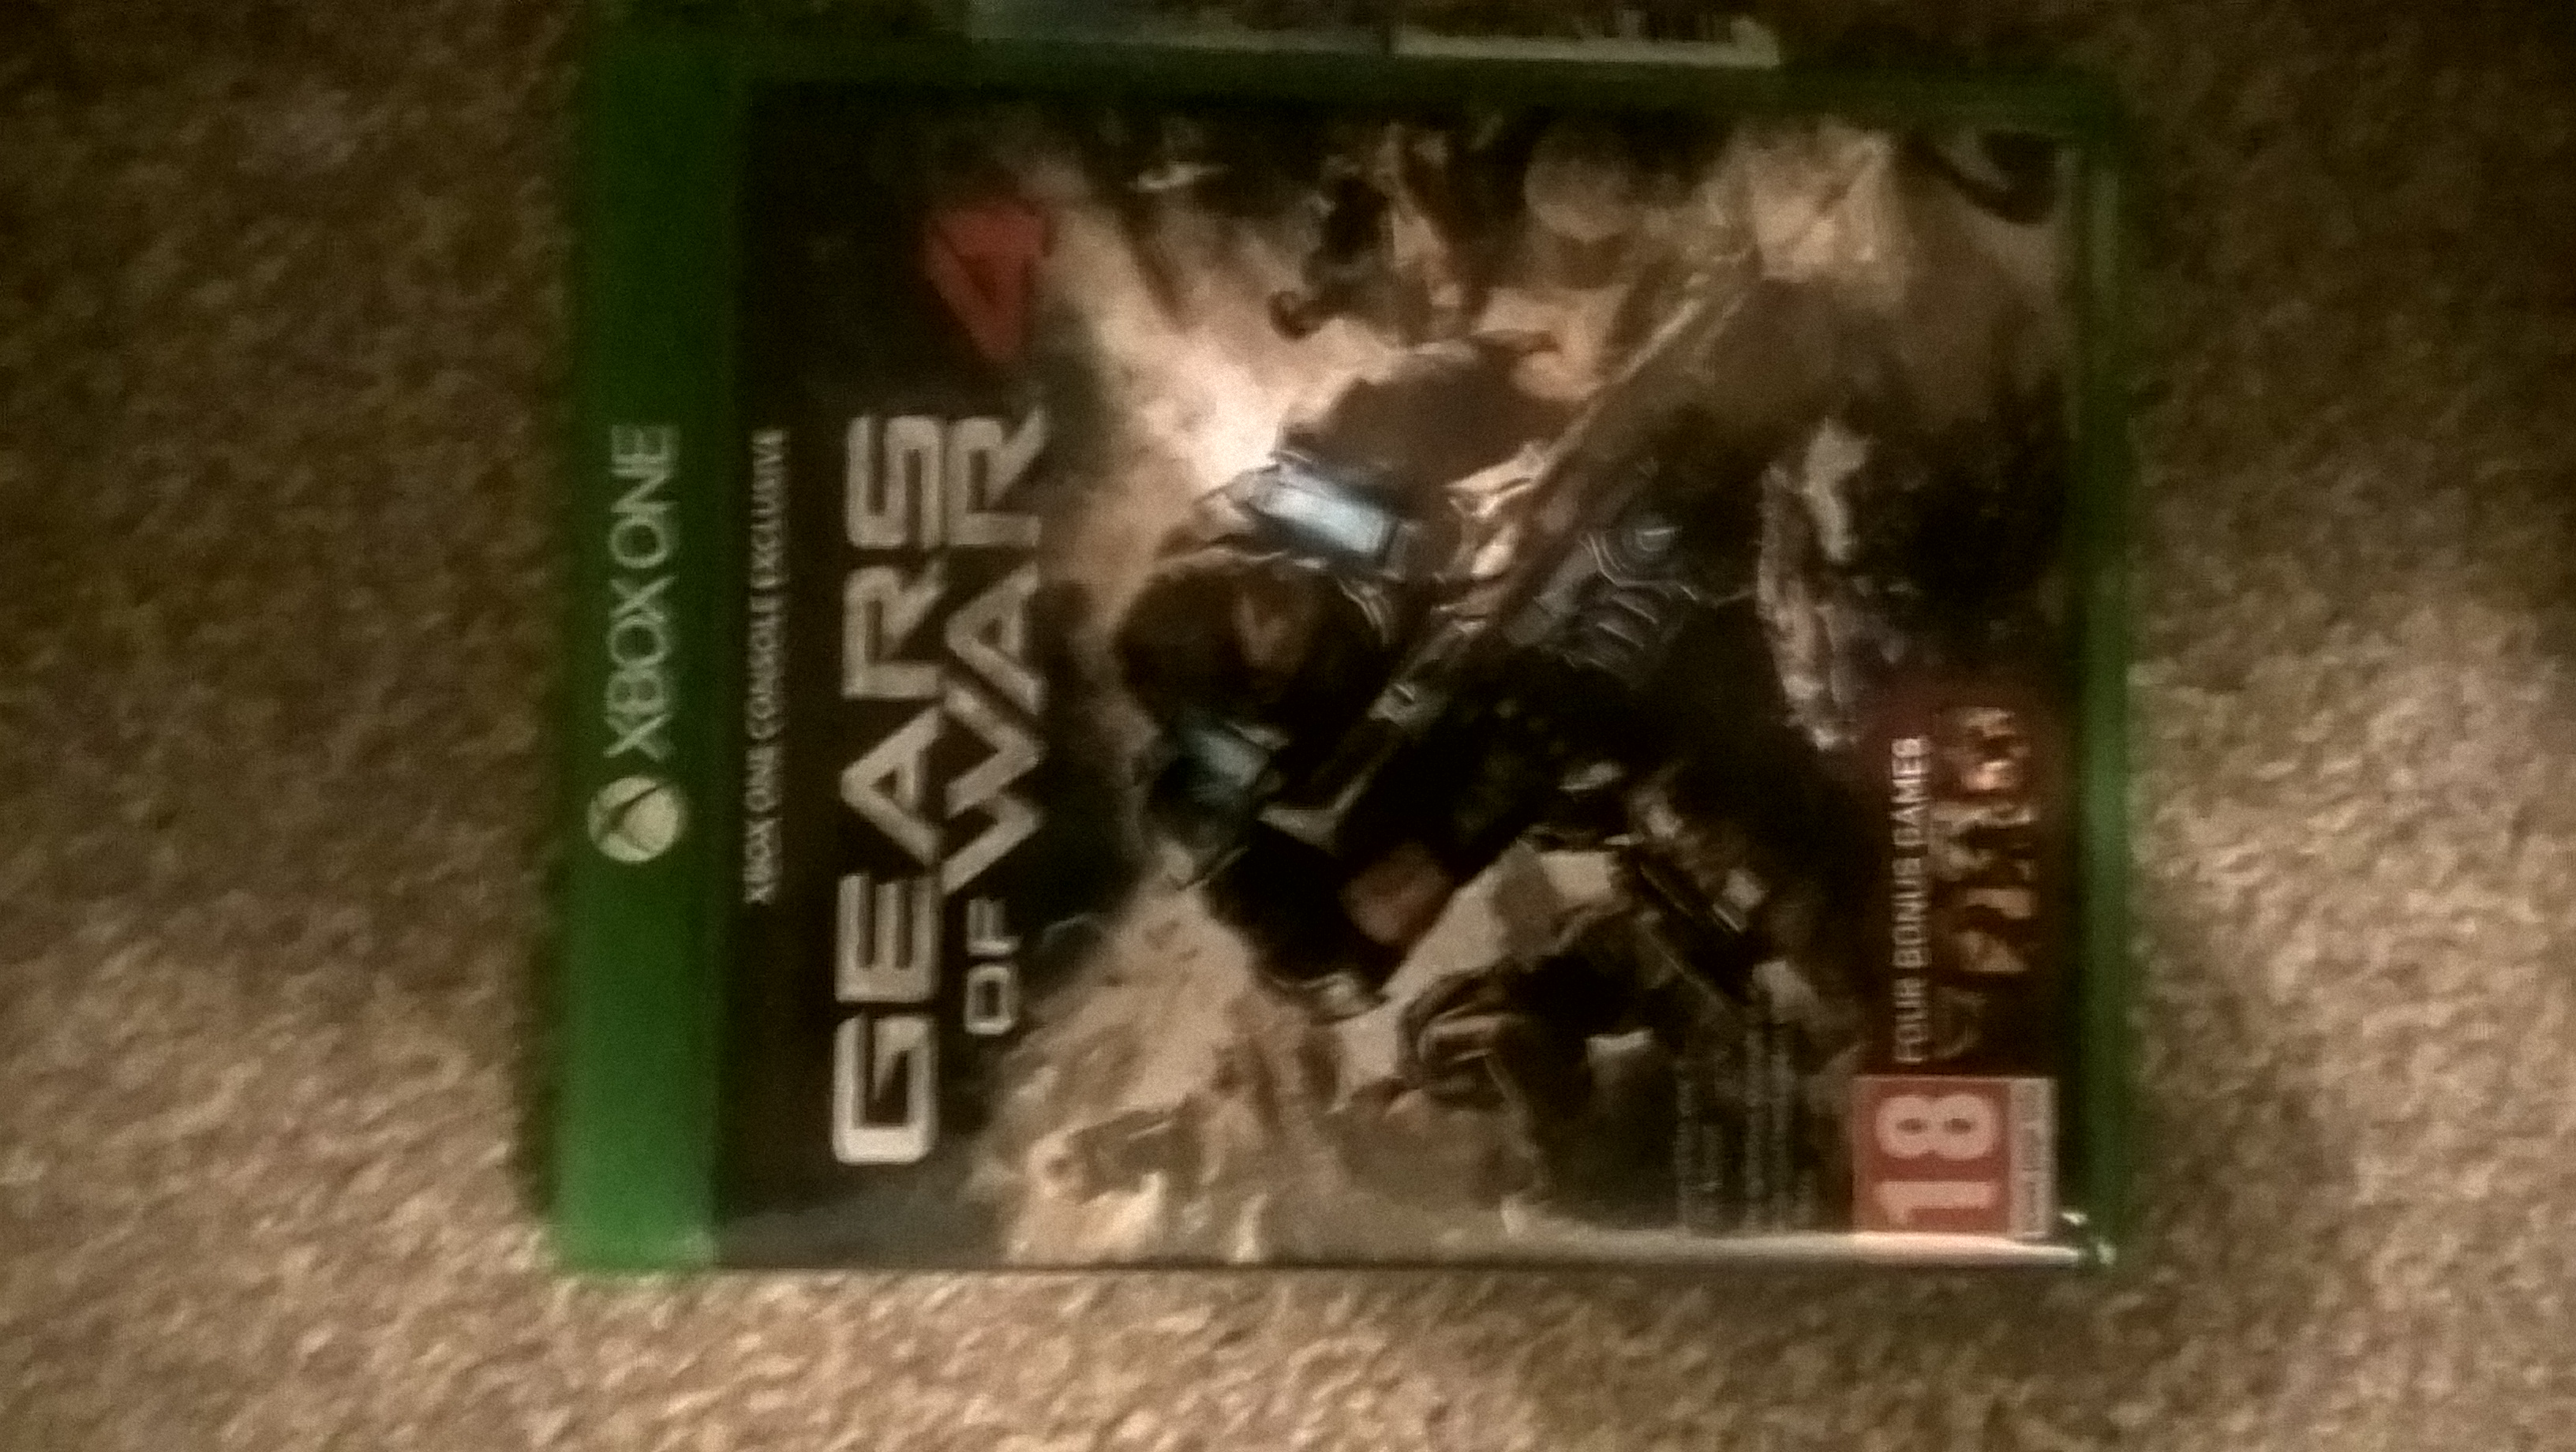 XBOX ONE
XBOX ONE CONSOLE EXCLUSIVE
GEARS
OF WAR 4
18
FOUR BONUS GAMES